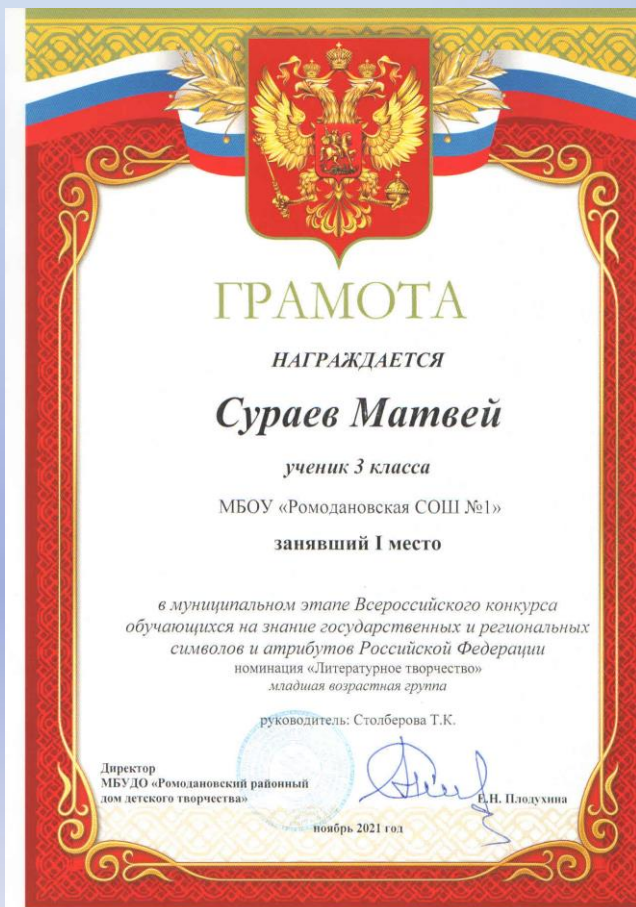 ГРАМОТА
НАГРАЖДАЕТСЯ
Сураев Матвей
ученик 3 класса
МБОУ «Ромодановская СОШ №1»
занявший I место
в муниципальном этапе Всероссийского конкурса
обучающихся на знание государственных и региональных
символов и атрибутов Российской Федерации
номинация «Литературное творчество»
младшая возрастная группа
руководитель: Столберова Т.К.
Директор
МБУДО «Ромодановский районный
дом детского творчества»
Е.Н. Плодухина
ноябрь 2021 год